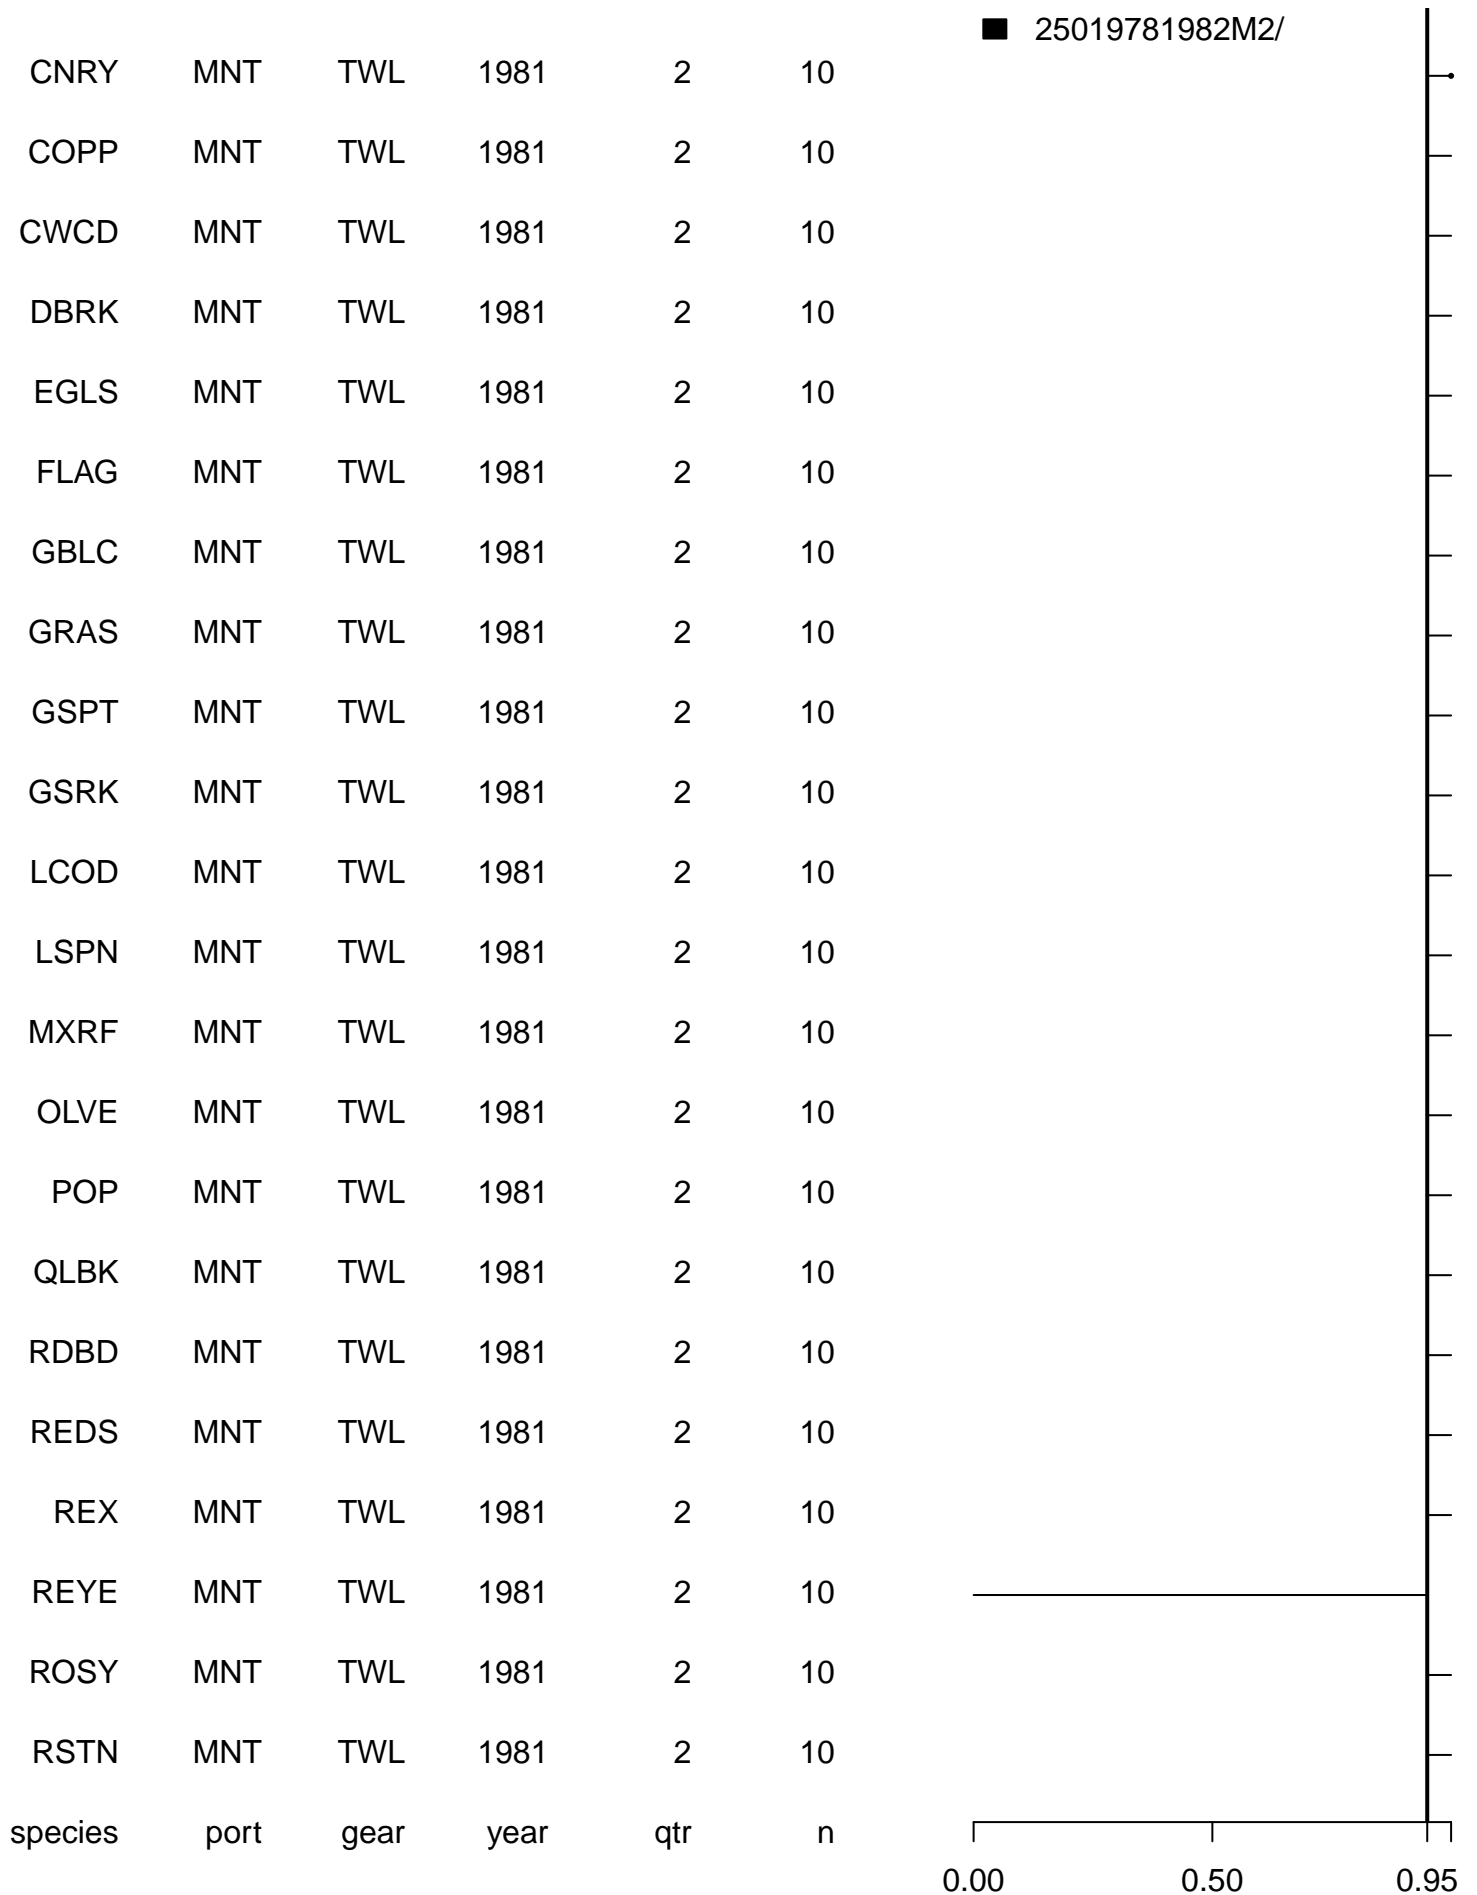 25019781982M2/
CNRY MNT TWL 1981 2 10
COPP MNT TWL 1981 2 10
CWCD MNT TWL 1981 2 10
DBRK MNT TWL 1981 2 10
EGLS MNT TWL 1981 2 10
FLAG MNT TWL 1981 2 10
GBLC MNT TWL 1981 2 10
GRAS MNT TWL 1981 2 10
GSPT MNT TWL 1981 2 10
GSRK MNT TWL 1981 2 10
LCOD MNT TWL 1981 2 10
LSPN MNT TWL 1981 2 10
MXRF MNT TWL 1981 2 10
OLVE MNT TWL 1981 2 10
POP MNT TWL 1981 2 10
QLBK MNT TWL 1981 2 10
RDBD MNT TWL 1981 2 10
REDS MNT TWL 1981 2 10
REX MNT TWL 1981 2 10
REYE MNT TWL 1981 2 10
ROSY MNT TWL 1981 2 10
RSTN MNT TWL 1981 2 10
species port gear year qtr n
0.00 0.50 0.95